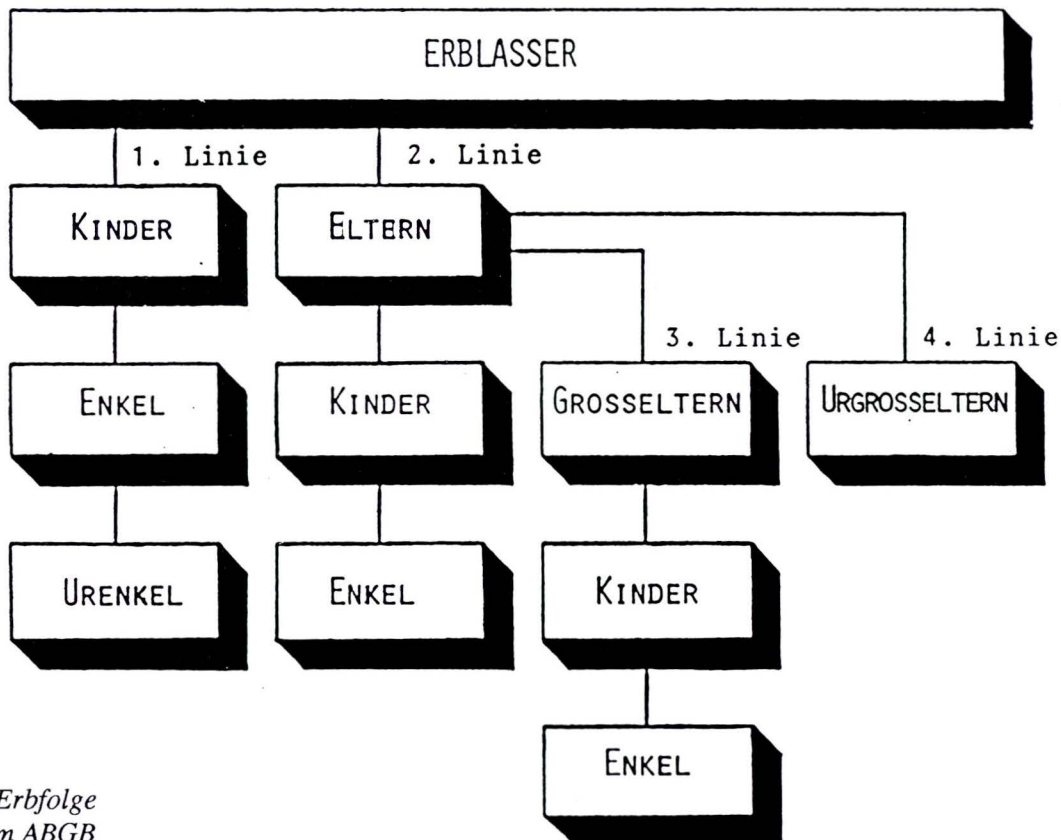 ERBLASSER
1. Linie
2. Linie
KINDER
ELTERN
3. Linie
4. Linie
ENKEL
KINDER
GROSSELTERN
URGROSSELTERN
URENKEL
ENKEL
KINDER
ENKEL
Erbfolge
ABGB